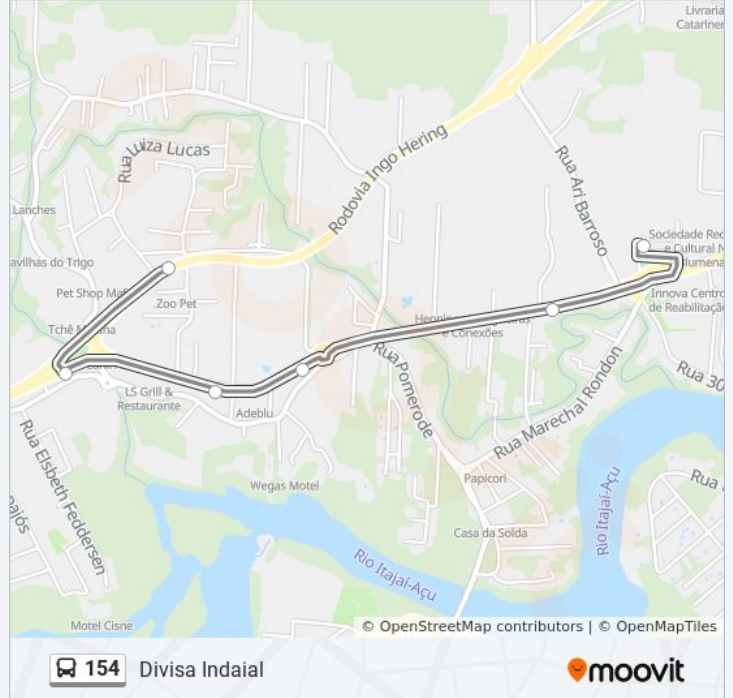 Livraria
Catariner
Rua Luiza Lucas
Rodovia Ingo Hering
Rua Ari Barroso
Lanches
Sociedade Rec
e Cultural N
lumena
avilhas do Trigo
Pet Shop Ma
Zoo Pet
Innova Centro
de Reabilitação
Tchê M
e Conexões
LS Grill &
Restaurante
Adeblu
Rua Pomerode
Rua Marechal Rondon
Rua 30
Rua Elsbeth Feddersen
ajós
Wegas Motel
Papicori
Rua
Casa da Solda
Rio Itajaí-Açu
Rio Itajaí-Açu
Motel Cisne
© OpenStreetMap contributors | © OpenMapTiles
154 Divisa Indaial
moovit